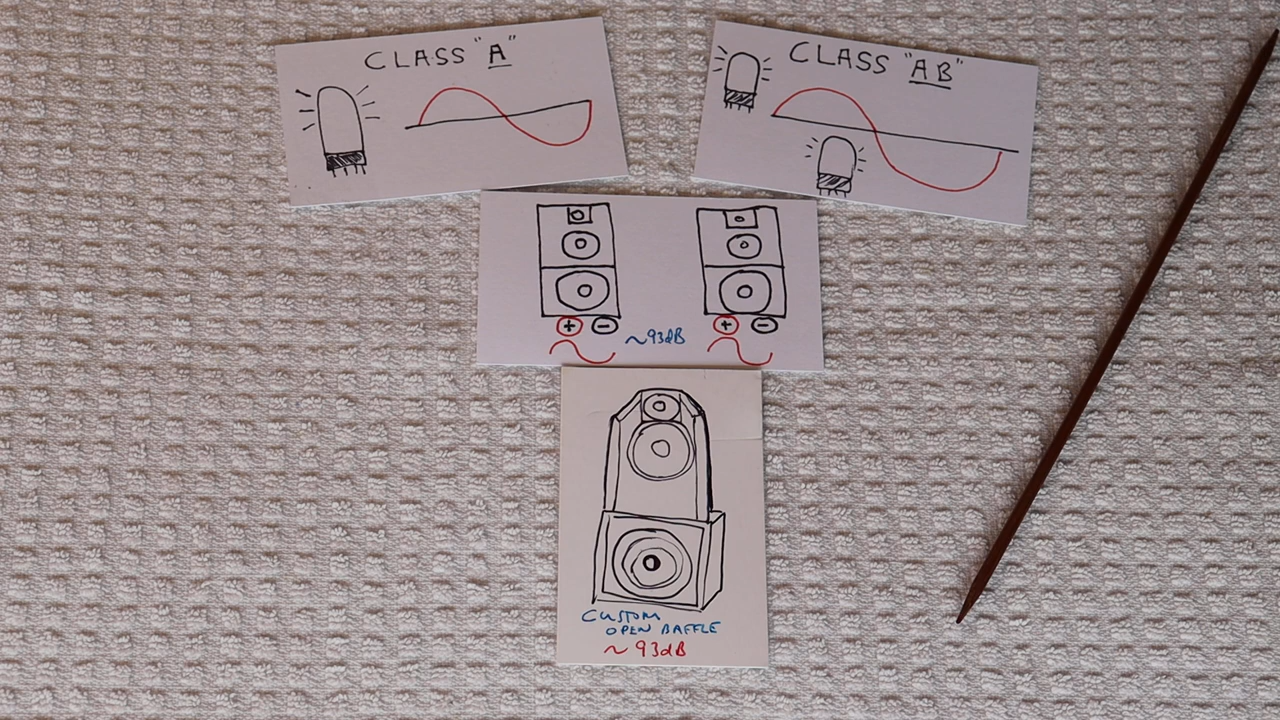 CLASS "A"
CLASS "AB"
+ − ~93dB + −
CUSTOM
OPEN BAFFLE
~93dB